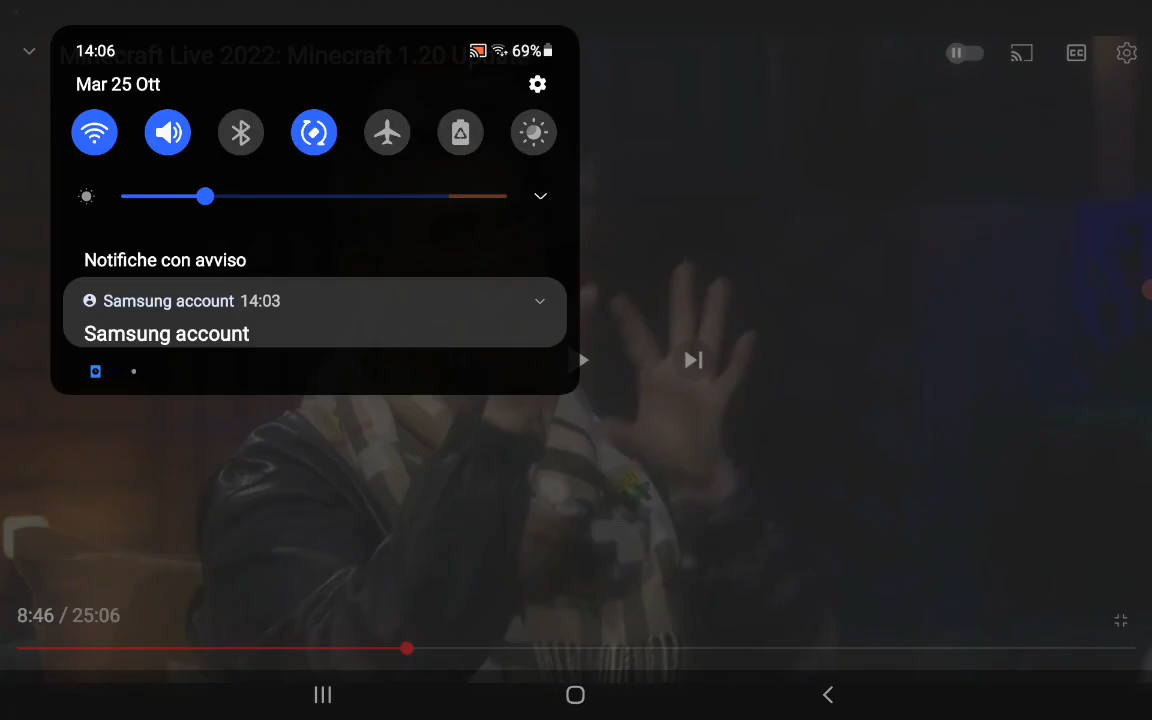 14:06
69%
Minecraft Live 2022: Minecraft 1.20 U
Mar 25 Ott
CC
Notifiche con avviso
Samsung account 14:03
Samsung account
8:46 / 25:06